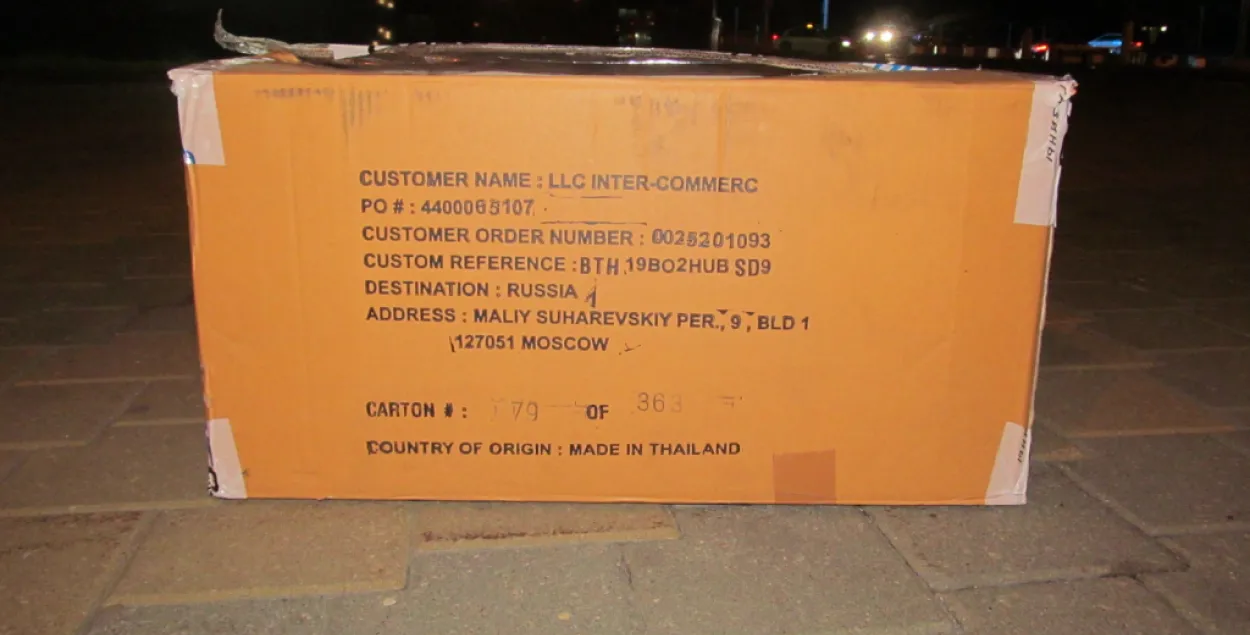 CUSTOMER NAME : LLC INTER-COMMERC
PO # : 4400065107
CUSTOMER ORDER NUMBER : 0025201093
CUSTOM REFERENCE : BTH 19BO2HUB SD9
DESTINATION : RUSSIA
ADDRESS : MALIY SUHAREVSKIY PER., 9, BLD 1
127051 MOSCOW
CARTON # : 79 OF 363
COUNTRY OF ORIGIN : MADE IN THAILAND